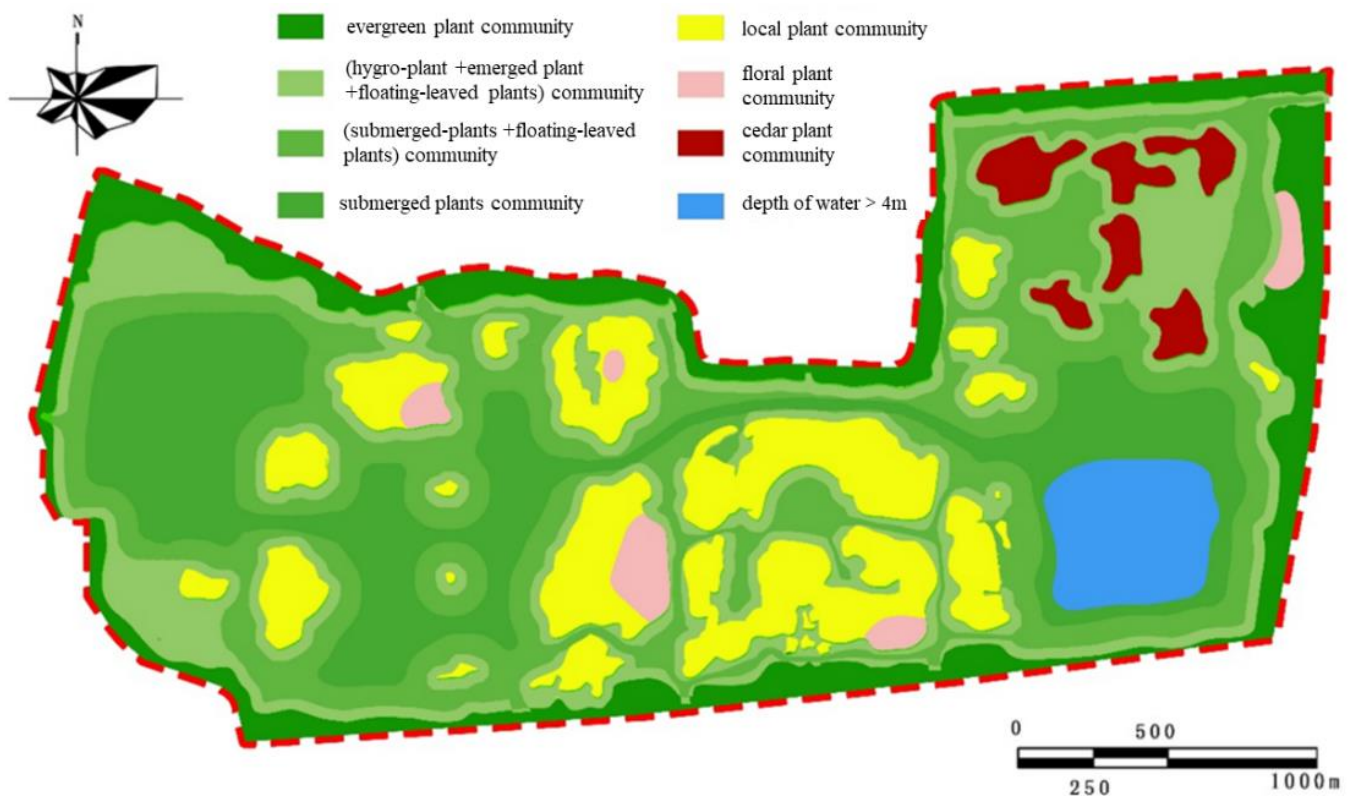 N
evergreen plant community
(hygro-plant +emerged plant
+floating-leaved plants) community
(submerged-plants +floating-leaved
plants) community
submerged plants community
local plant community
floral plant
community
cedar plant
community
depth of water > 4m
0 500
250 1000m